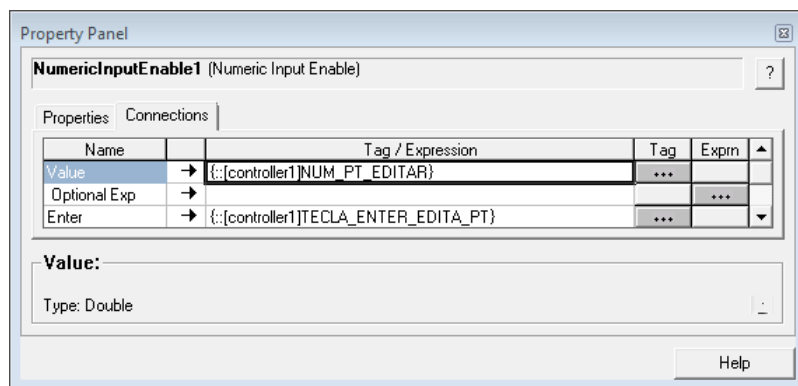 Property Panel
NumericInputEnable1 (Numeric Input Enable)
?
Properties Connections
Name Tag / Expression Tag Exprn
Value {::[controller1]NUM_PT_EDITAR} ...
Optional Exp ...
Enter {::[controller1]TECLA_ENTER_EDITA_PT} ...
Value:
Type: Double
Help